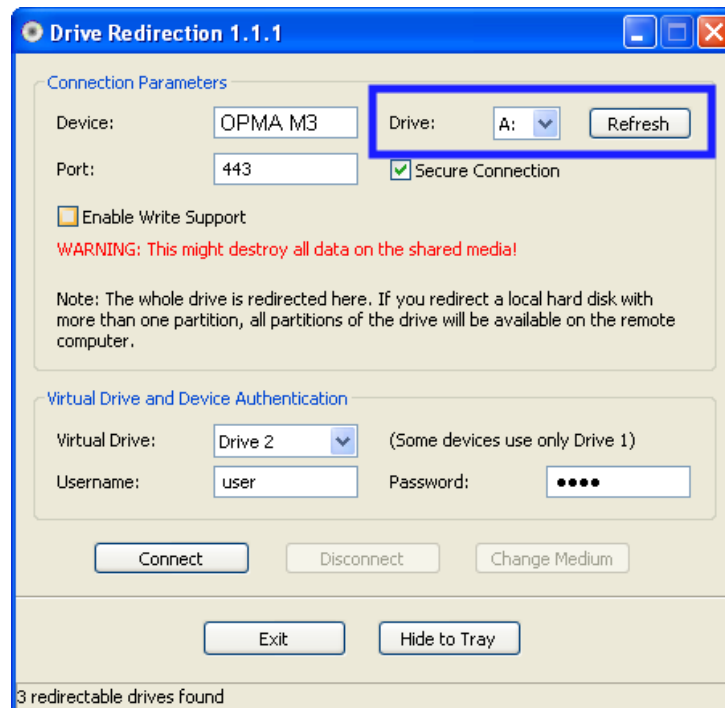 Drive Redirection 1.1.1
Connection Parameters
Device: OPMA M3 Drive: A: Refresh
Port: 443 Secure Connection
Enable Write Support
WARNING: This might destroy all data on the shared media!
Note: The whole drive is redirected here. If you redirect a local hard disk with
more than one partition, all partitions of the drive will be available on the remote
computer.
Virtual Drive and Device Authentication
Virtual Drive: Drive 2 (Some devices use only Drive 1)
Username: user Password: ●●●●
Connect Disconnect Change Medium
Exit Hide to Tray
3 redirectable drives found